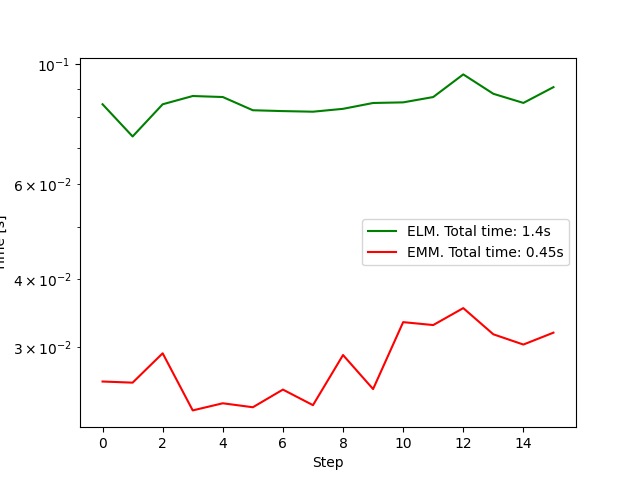 10⁻¹
6 × 10⁻²
4 × 10⁻²
3 × 10⁻²
Time [s]
ELM. Total time: 1.4s
EMM. Total time: 0.45s
0 2 4 6 8 10 12 14
Step